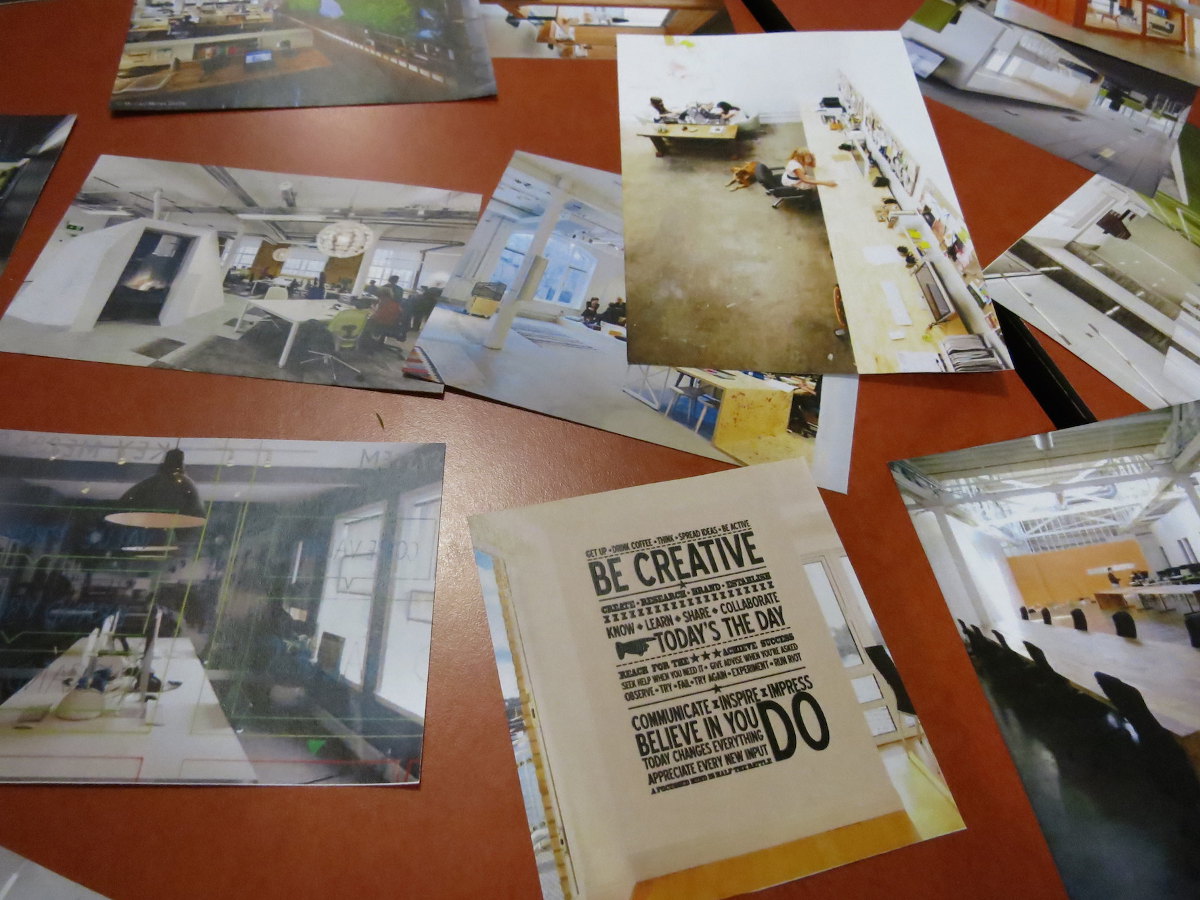 GET UP • DRINK COFFEE • THINK • SPREAD IDEAS • BE ACTIVE
BE CREATIVE
CREATE • RESEARCH • BRAND • ESTABLISH
KNOW • LEARN • SHARE • COLLABORATE
TODAY'S THE DAY
REACH FOR THE ★★★ ACHIEVE SUCCESS
SEEK HELP WHEN YOU NEED IT • GIVE ADVISE WHEN YOU'RE ASKED
OBSERVE • TRY • FAIL • TRY AGAIN • EXPERIMENT • RUN RIOT
COMMUNICATE INSPIRE IMPRESS
BELIEVE IN YOU
DO
TODAY CHANGES EVERYTHING
APPRECIATE EVERY NEW INPUT
A FOCUSSED MIND IS HALF THE BATTLE